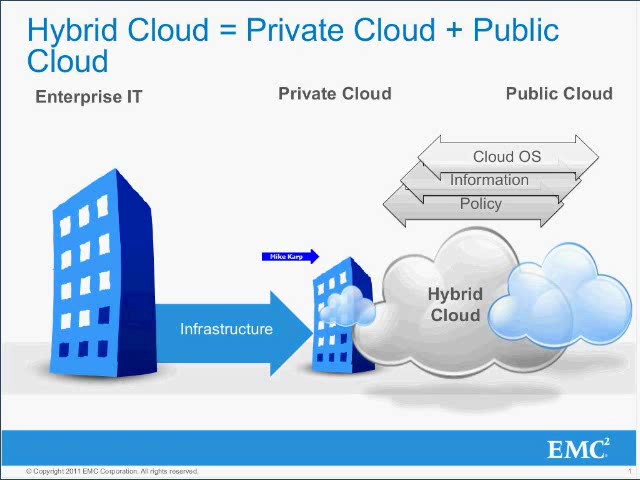 Hybrid Cloud = Private Cloud + Public
Cloud
Enterprise IT
Private Cloud
Public Cloud
Cloud OS
Information
Policy
Mike Karp
Infrastructure
Hybrid
Cloud
EMC²
© Copyright 2011 EMC Corporation. All rights reserved.
1